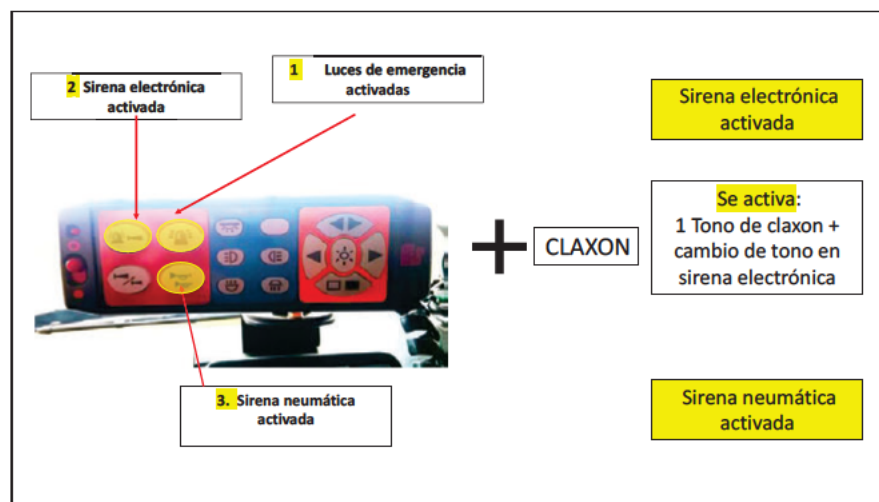 1 Luces de emergencia
activadas
2 Sirena electrónica
activada
Sirena electrónica
activada
CLAXON
Se activa:
1 Tono de claxon +
cambio de tono en
sirena electrónica
3. Sirena neumática
activada
Sirena neumática
activada